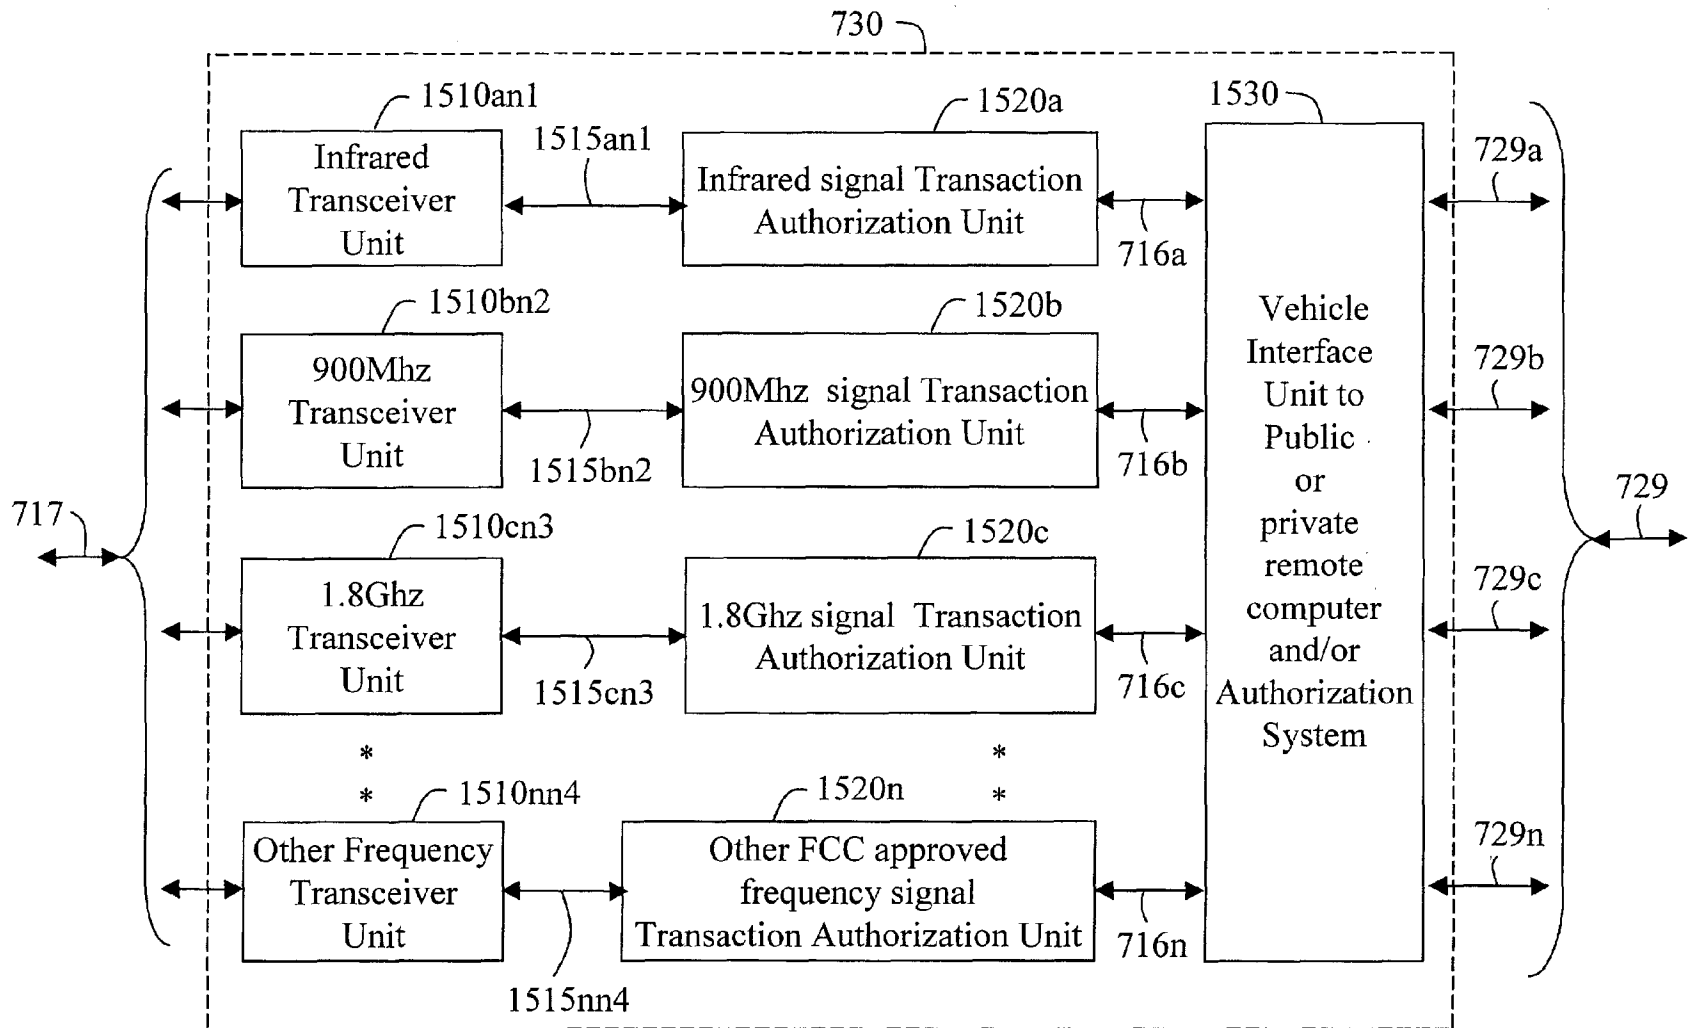 730
1510an1
1520a
1530
1515an1
729a
Infrared
Transceiver
Unit
Infrared signal Transaction
Authorization Unit
716a
1510bn2
1520b
729b
900Mhz
Transceiver
Unit
900Mhz signal Transaction
Authorization Unit
1515bn2
716b
Vehicle
Interface
Unit to
Public
or
private
remote
computer
and/or
Authorization
System
717
729
1510cn3
1520c
729c
1.8Ghz
Transceiver
Unit
1.8Ghz signal Transaction
Authorization Unit
1515cn3
716c
* *
* *
1510nn4
1520n
729n
Other Frequency
Transceiver
Unit
Other FCC approved
frequency signal
Transaction Authorization Unit
716n
1515nn4